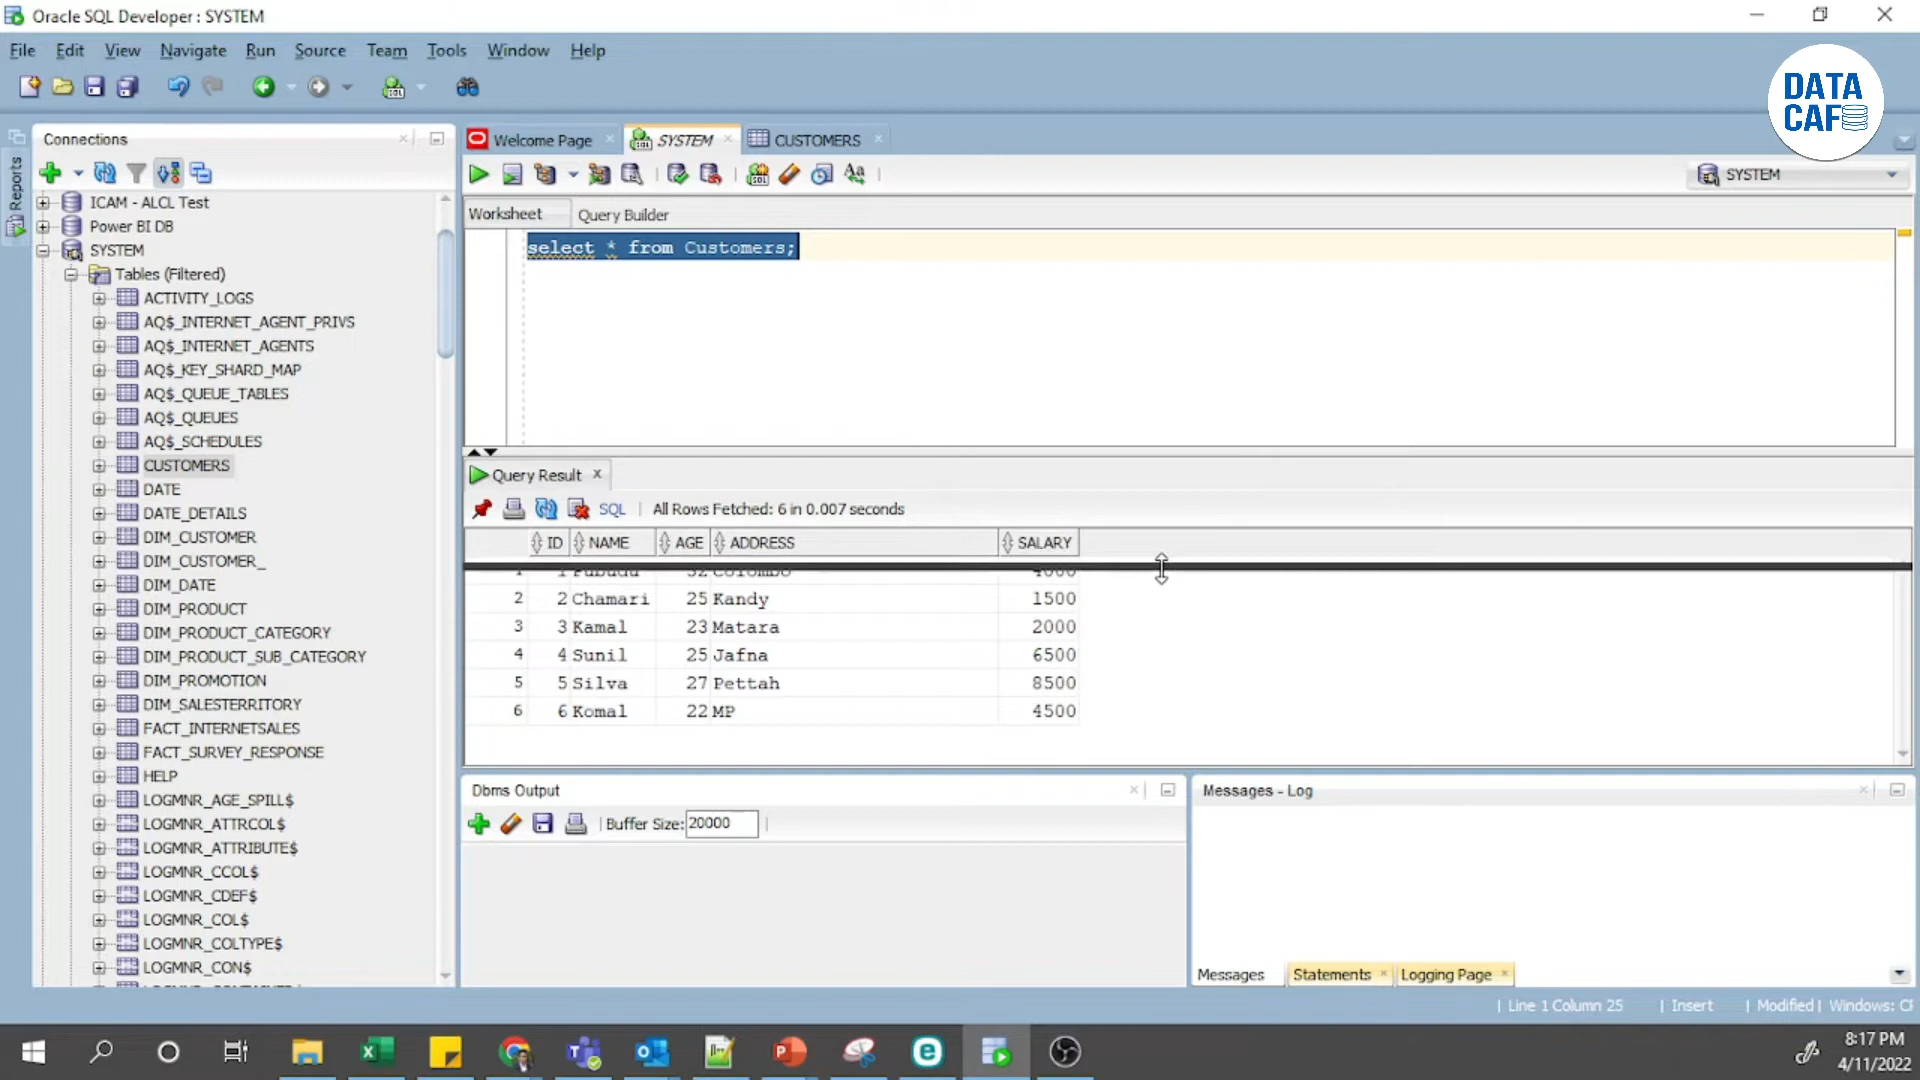 Oracle SQL Developer : SYSTEM
File Edit View Navigate Run Source Team Tools Window Help
DATA
CAF
Reports
Connections
ICAM - ALCL Test
Power BI DB
SYSTEM
Tables (Filtered)
ACTIVITY_LOGS
AQ$_INTERNET_AGENT_PRIVS
AQ$_INTERNET_AGENTS
AQ$_KEY_SHARD_MAP
AQ$_QUEUE_TABLES
AQ$_QUEUES
AQ$_SCHEDULES
CUSTOMERS
DATE
DATE_DETAILS
DIM_CUSTOMER
DIM_CUSTOMER_
DIM_DATE
DIM_PRODUCT
DIM_PRODUCT_CATEGORY
DIM_PRODUCT_SUB_CATEGORY
DIM_PROMOTION
DIM_SALESTERRITORY
FACT_INTERNETSALES
FACT_SURVEY_RESPONSE
HELP
LOGMNR_AGE_SPILL$
LOGMNR_ATTRCOL$
LOGMNR_ATTRIBUTE$
LOGMNR_CCOL$
LOGMNR_CDEF$
LOGMNR_COL$
LOGMNR_COLTYPE$
LOGMNR_CON$
Welcome Page SYSTEM CUSTOMERS
SYSTEM
Worksheet Query Builder
select * from Customers;
Query Result
SQL All Rows Fetched: 6 in 0.007 seconds
ID NAME AGE ADDRESS SALARY
2 2 Chamari 25 Kandy 1500
3 3 Kamal 23 Matara 2000
4 4 Sunil 25 Jafna 6500
5 5 Silva 27 Pettah 8500
6 6 Komal 22 MP 4500
Dbms Output
Buffer Size: 20000
Messages - Log
Messages Statements Logging Page
Line 1 Column 25 Insert Modified Windows:
8:17 PM
4/11/2022